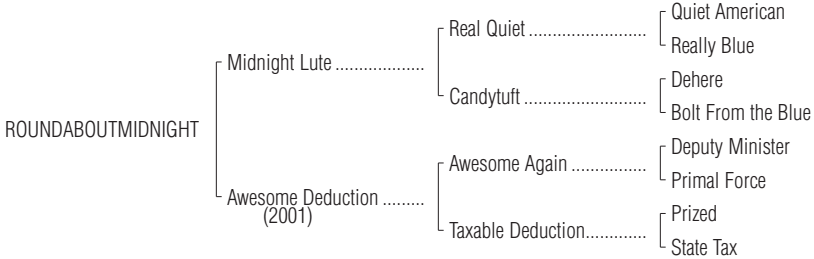 Quiet American
Real Quiet ..........................
Really Blue
Midnight Lute ...................
Dehere
Candytuft ...........................
Bolt From the Blue
ROUNDABOUTMIDNIGHT
Deputy Minister
Awesome Again ................
Primal Force
Awesome Deduction .........
(2001)
Prized
Taxable Deduction.............
State Tax